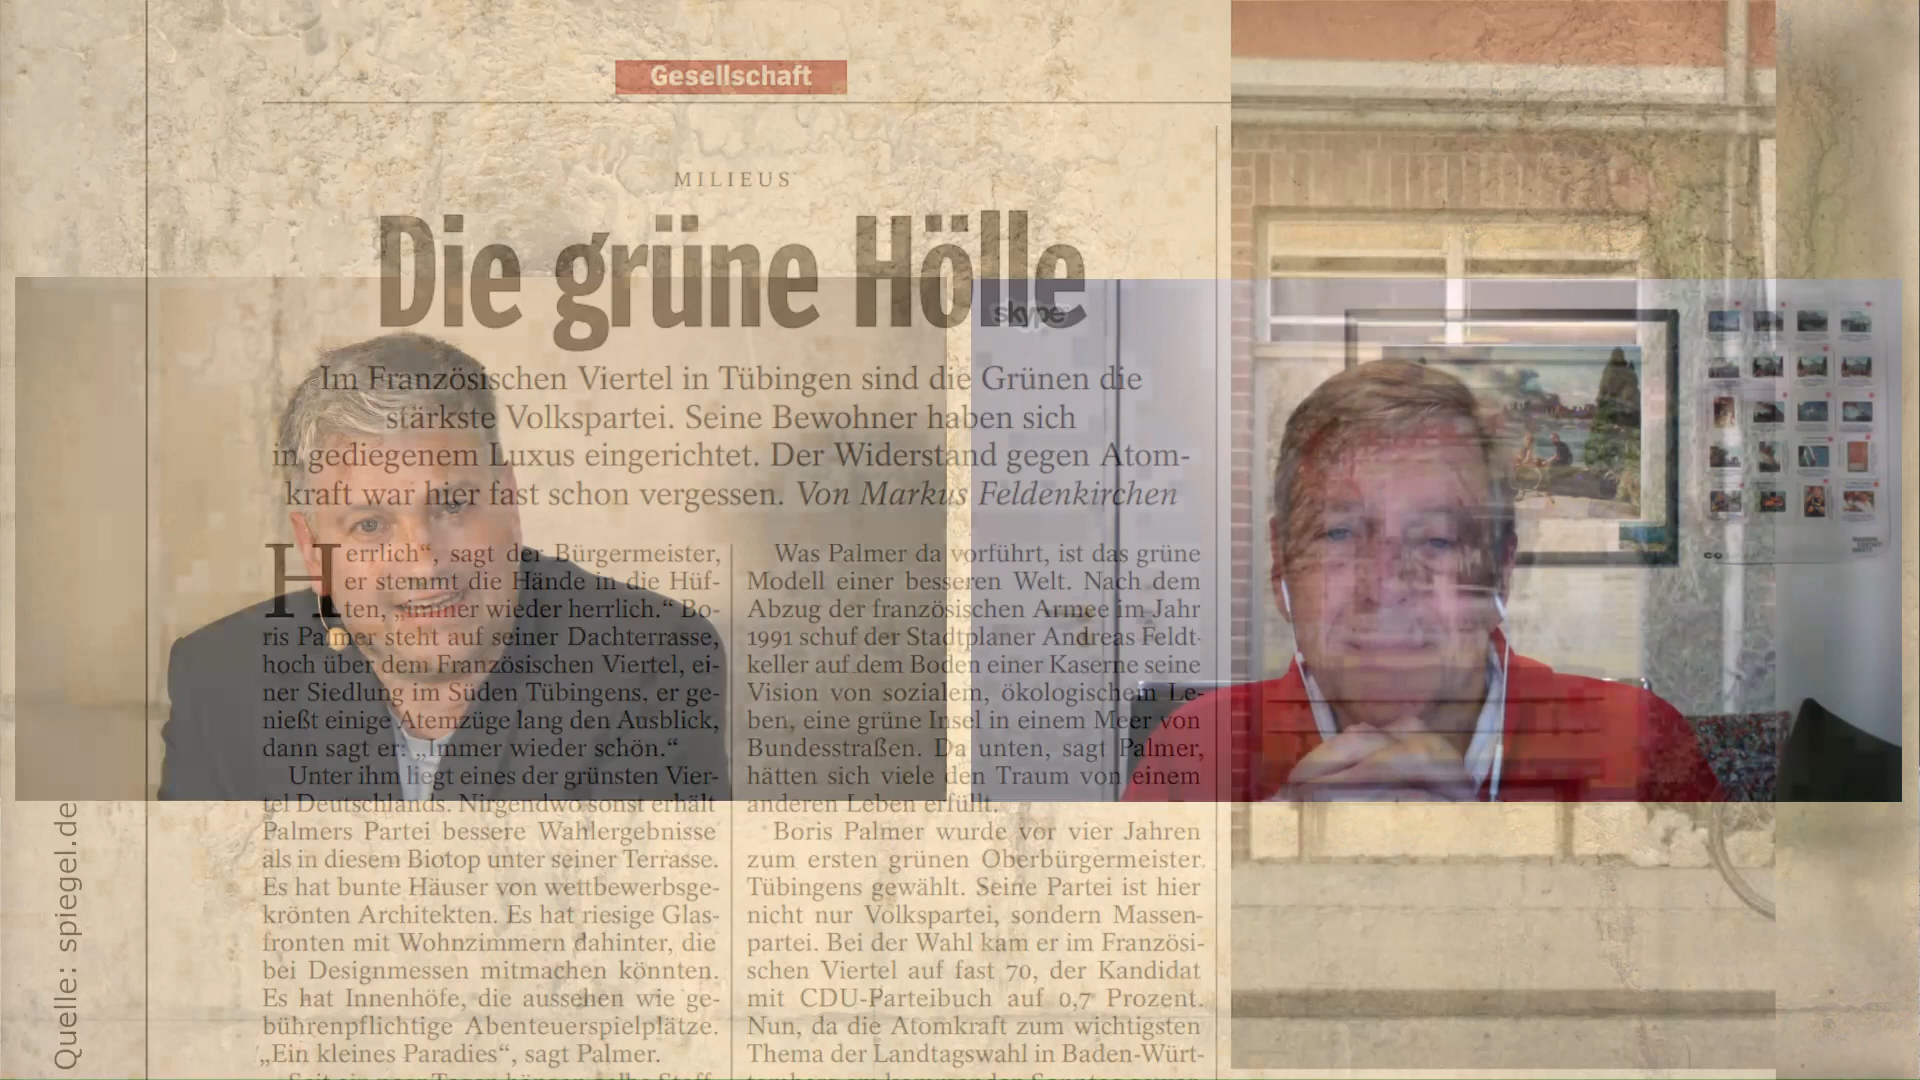 Gesellschaft
MILIEUS
Die grüne Hölle
skype
Im Französischen Viertel in Tübingen sind die Grünen die
stärkste Volkspartei. Seine Bewohner haben sich
in gediegenem Luxus eingerichtet. Der Widerstand gegen Atom-
kraft war hier fast schon vergessen. Von Markus Feldenkirchen
Herrlich“, sagt der Bürgermeister,
er stemmt die Hände in die Hüf-
ten, „immer wieder herrlich.“ Bo-
ris Palmer steht auf seiner Dachterrasse,
hoch über dem Französischen Viertel, ei-
ner Siedlung im Süden Tübingens, er ge-
nießt einige Atemzüge lang den Ausblick,
dann sagt er: „Immer wieder schön.“
Unter ihm liegt eines der grünsten Vier-
tel Deutschlands. Nirgendwo sonst erhält
Palmers Partei bessere Wahlergebnisse
als in diesem Biotop unter seiner Terrasse.
Es hat bunte Häuser von wettbewerbsge-
krönten Architekten. Es hat riesige Glas-
fronten mit Wohnzimmern dahinter, die
bei Designmessen mitmachen könnten.
Es hat Innenhöfe, die aussehen wie ge-
bührenpflichtige Abenteuerspielplätze.
„Ein kleines Paradies“, sagt Palmer.
Was Palmer da vorführt, ist das grüne
Modell einer besseren Welt. Nach dem
Abzug der französischen Armee im Jahr
1991 schuf der Stadtplaner Andreas Feldt-
keller auf dem Boden einer Kaserne seine
Vision von sozialem, ökologischem Le-
ben, eine grüne Insel in einem Meer von
Bundesstraßen. Da unten, sagt Palmer,
hätten sich viele den Traum von einem
anderen Leben erfüllt.
Boris Palmer wurde vor vier Jahren
zum ersten grünen Oberbürgermeister
Tübingens gewählt. Seine Partei ist hier
nicht nur Volkspartei, sondern Massen-
partei. Bei der Wahl kam er im Französi-
schen Viertel auf fast 70, der Kandidat
mit CDU-Parteibuch auf 0,7 Prozent.
Nun, da die Atomkraft zum wichtigsten
Thema der Landtagswahl in Baden-Würt-
Quelle: spiegel.de